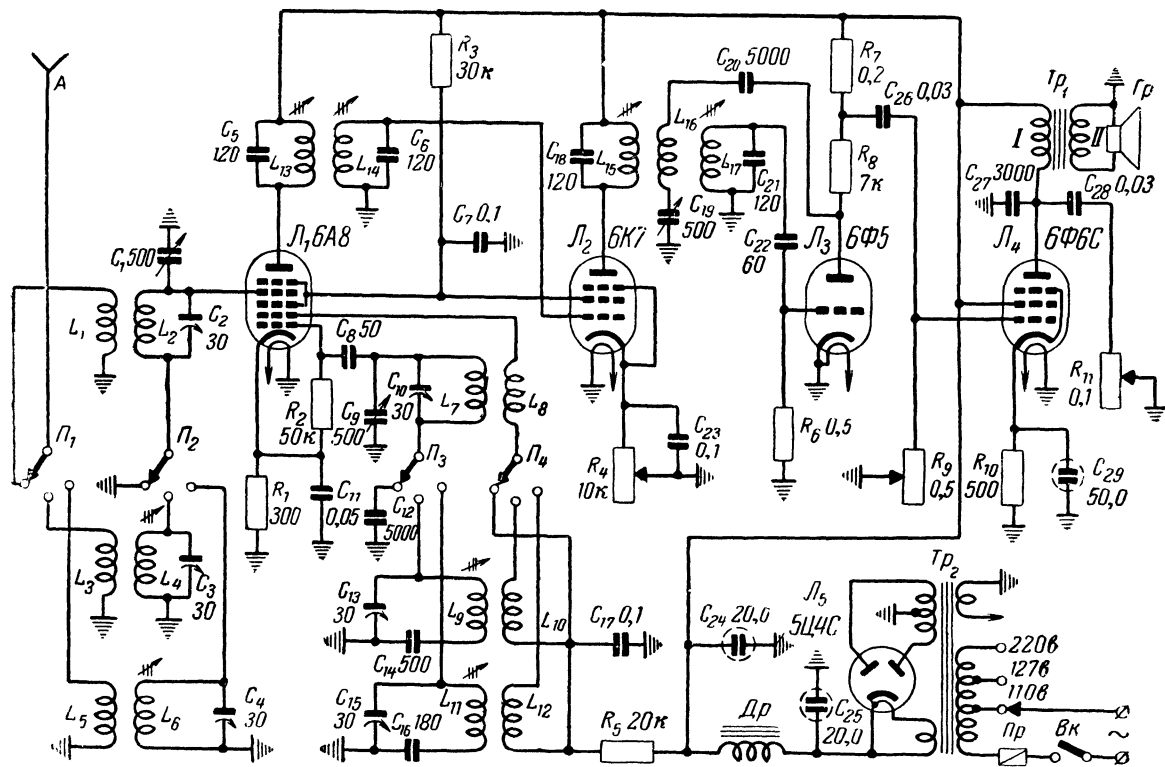 A
R₃
30к
C₅
120
L₁₃
L₁₄
C₆
120
C₇ 0,1
C₁ 500
L₁
L₂
C₂
30
Л₁ 6А8
C₈ 50
R₂
50к
C₉
500
C₁₀
30
L₇
L₈
П₁
П₂
П₃
П₄
R₁
300
C₁₁
0,05
C₁₂
5000
L₃
L₄
C₃
30
L₅
L₆
C₄
30
C₁₃
30
C₁₄ 500
L₉
L₁₀
C₁₅
30
C₁₆ 180
L₁₁
L₁₂
C₁₇ 0,1
R₅ 20к
C₁₈
120
L₁₅
L₁₆
C₂₀ 5000
C₁₉
500
L₁₇
C₂₁
120
C₂₂
60
Л₂
6К7
R₄
10к
C₂₃
0,1
Л₃
6Ф5
R₆ 0,5
R₇
0,2
R₈
7к
C₂₆ 0,03
R₉
0,5
Тр₁
I
II
Гр
C₂₇ 3000
C₂₈ 0,03
Л₄
6Ф6С
R₁₁
0,1
R₁₀
500
C₂₉
50,0
C₂₄ 20,0
Др
C₂₅
20,0
Л₅
5Ц4С
Тр₂
220в
127в
110в
Пр
Вк
~